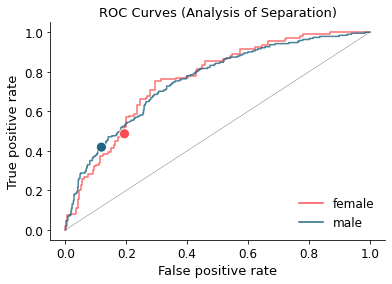 ROC Curves (Analysis of Separation)
True positive rate
1.0
0.8
0.6
0.4
0.2
0.0
female
male
0.0 0.2 0.4 0.6 0.8 1.0
False positive rate